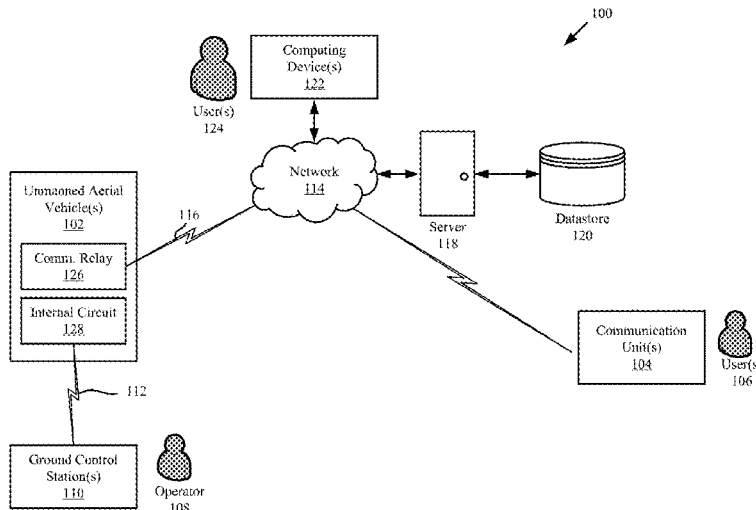 100
Computing
Device(s)
122
User(s)
124
Network
114
Server
118
Datastore
120
Unmanned Aerial
Vehicle(s)
102
Comm. Relay
126
Internal Circuit
128
116
112
Communication
Unit(s)
104
User(s
106
Ground Control
Station(s)
110
Operator
108